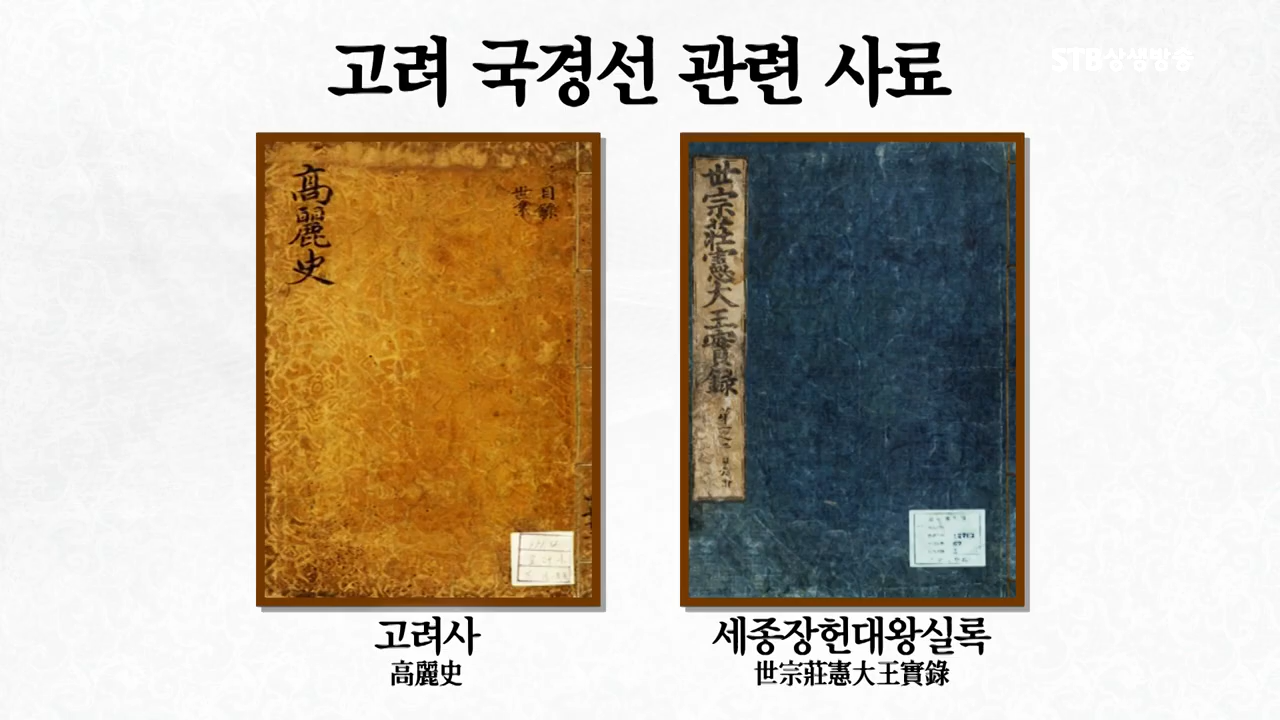 고려 국경선 관련 사료
STB상생방송
高麗史
目錄
世系
世宗莊憲大王實錄
고려사
高麗史
세종장헌대왕실록
世宗莊憲大王實錄